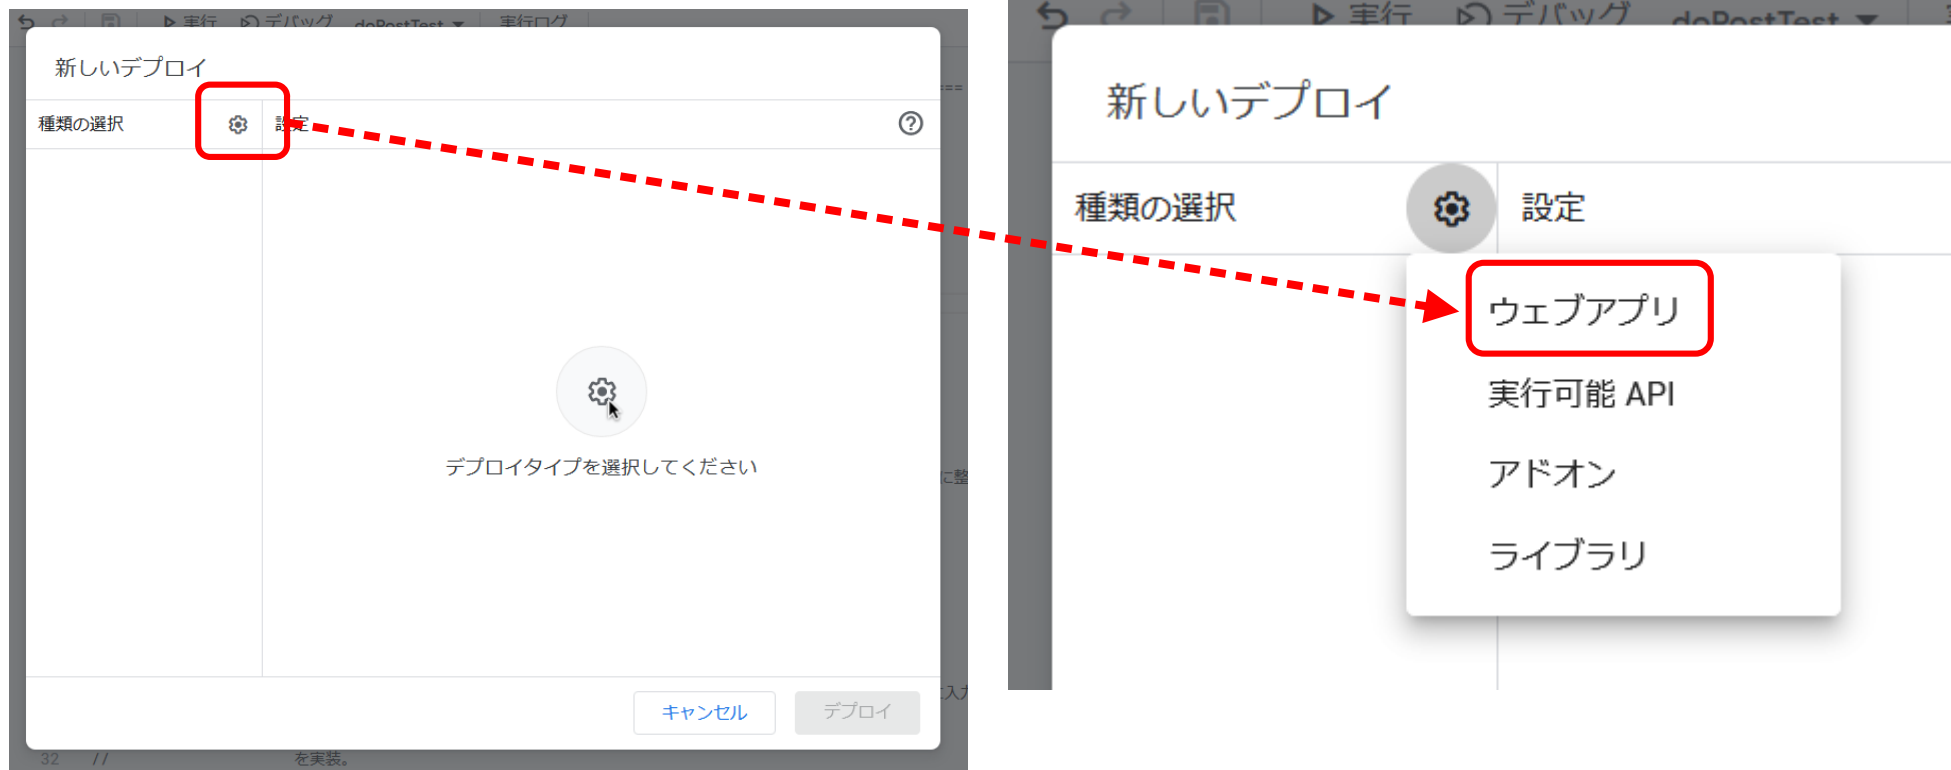 実行 デバッグ doPostTest 実行ログ
新しいデプロイ
種類の選択 設定
===
デプロイタイプを選択してください
に整
入力
キャンセル デプロイ
32 // を実装。
実行 デバッグ doPostTest
新しいデプロイ
種類の選択 設定
ウェブアプリ
実行可能 API
アドオン
ライブラリ